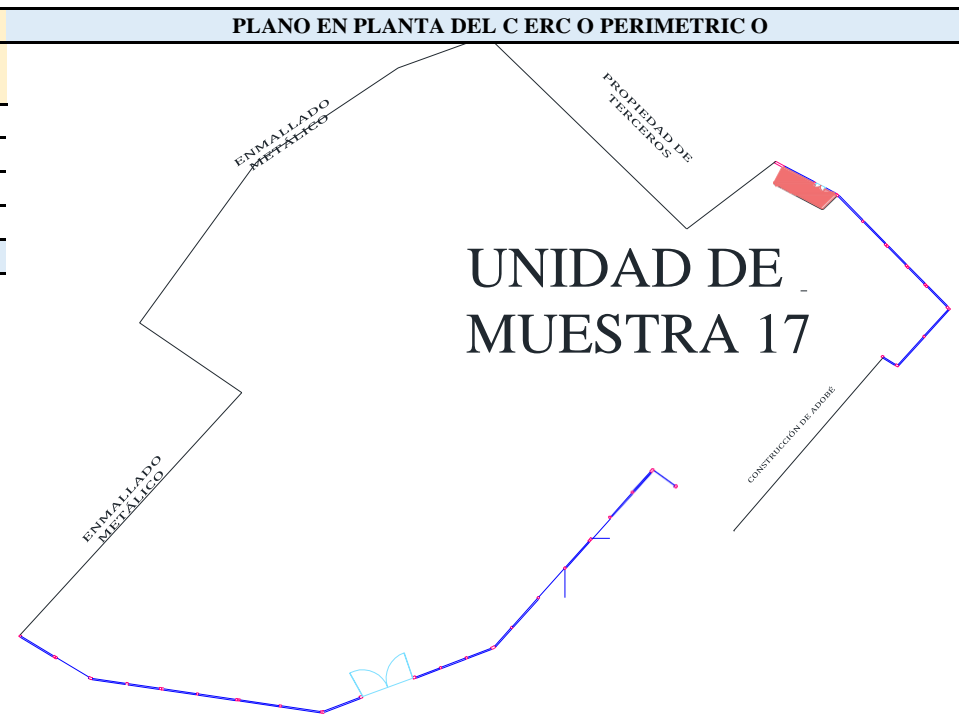 PLANO EN PLANTA DEL C ERC O PERIMETRIC O
ENMALLADO
METÁLICO
PROPIEDAD DE
TERCEROS
UNIDAD DE
MUESTRA 17
CONSTRUCCIÓN DE ADOBÉ
ENMALLADO
METÁLICO